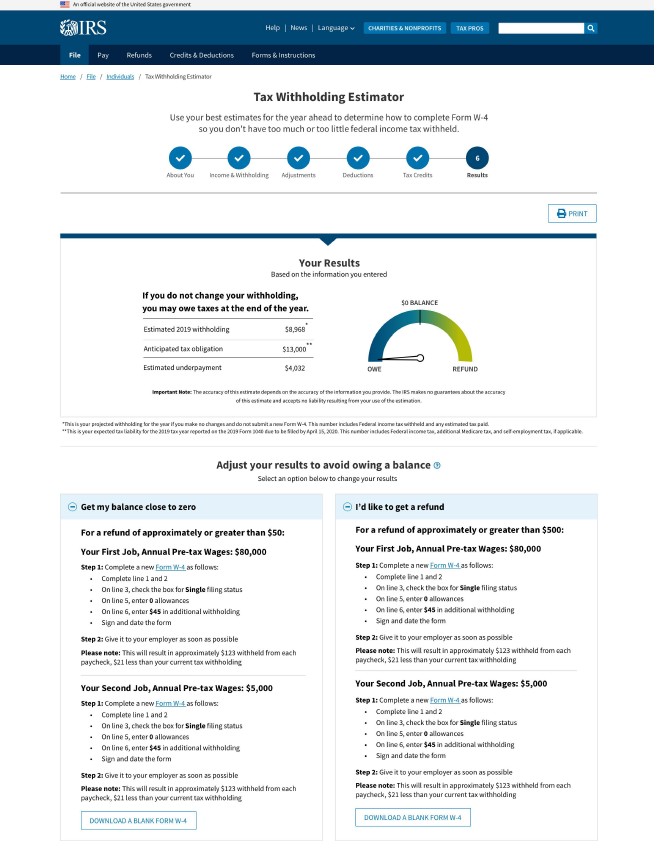 An official website of the United States government
IRS
Help | News | Language
CHARITIES & NONPROFITS
TAX PROS
File
Pay
Refunds
Credits & Deductions
Forms & Instructions
Home / File / Individuals / Tax Withholding Estimator
Tax Withholding Estimator
Use your best estimates for the year ahead to determine how to complete Form W-4
so you don't have too much or too little federal income tax withheld.
6
About You
Income & Withholding
Adjustments
Deductions
Tax Credits
Results
PRINT
Your Results
Based on the information you entered
If you do not change your withholding,
you may owe taxes at the end of the year.
Estimated 2019 withholding $8,968*
Anticipated tax obligation $13,000**
Estimated underpayment $4,032
$0 BALANCE
OWE
REFUND
Important Note: The accuracy of this estimate depends on the accuracy of the information you provide. The IRS makes no guarantees about the accuracy
of this estimate and accepts no liability resulting from your use of the estimation.
*This is your projected withholding for the year if you make no changes and do not submit a new Form W-4. This number includes Federal income tax withheld and any estimated tax paid.
**This is your expected tax liability for the 2019 tax year reported on the 2019 Form 1040 due to be filed by April 15, 2020. This number includes Federal income tax, additional Medicare tax, and self-employment tax, if applicable.
Adjust your results to avoid owing a balance ?
Select an option below to change your results
Get my balance close to zero
For a refund of approximately or greater than $50:
Your First Job, Annual Pre-tax Wages: $80,000
Step 1: Complete a new Form W-4 as follows:
• Complete line 1 and 2
• On line 3, check the box for Single filing status
• On line 5, enter 0 allowances
• On line 6, enter $45 in additional withholding
• Sign and date the form
Step 2: Give it to your employer as soon as possible
Please note: This will result in approximately $123 withheld from each
paycheck, $21 less than your current tax withholding
Your Second Job, Annual Pre-tax Wages: $5,000
Step 1: Complete a new Form W-4 as follows:
• Complete line 1 and 2
• On line 3, check the box for Single filing status
• On line 5, enter 0 allowances
• On line 6, enter $45 in additional withholding
• Sign and date the form
Step 2: Give it to your employer as soon as possible
Please note: This will result in approximately $123 withheld from each
paycheck, $21 less than your current tax withholding
DOWNLOAD A BLANK FORM W-4
I'd like to get a refund
For a refund of approximately or greater than $500:
Your First Job, Annual Pre-tax Wages: $80,000
Step 1: Complete a new Form W-4 as follows:
• Complete line 1 and 2
• On line 3, check the box for Single filing status
• On line 5, enter 0 allowances
• On line 6, enter $45 in additional withholding
• Sign and date the form
Step 2: Give it to your employer as soon as possible
Please note: This will result in approximately $123 withheld from each
paycheck, $21 less than your current tax withholding
Your Second Job, Annual Pre-tax Wages: $5,000
Step 1: Complete a new Form W-4 as follows:
• Complete line 1 and 2
• On line 3, check the box for Single filing status
• On line 5, enter 0 allowances
• On line 6, enter $45 in additional withholding
• Sign and date the form
Step 2: Give it to your employer as soon as possible
Please note: This will result in approximately $123 withheld from each
paycheck, $21 less than your current tax withholding
DOWNLOAD A BLANK FORM W-4